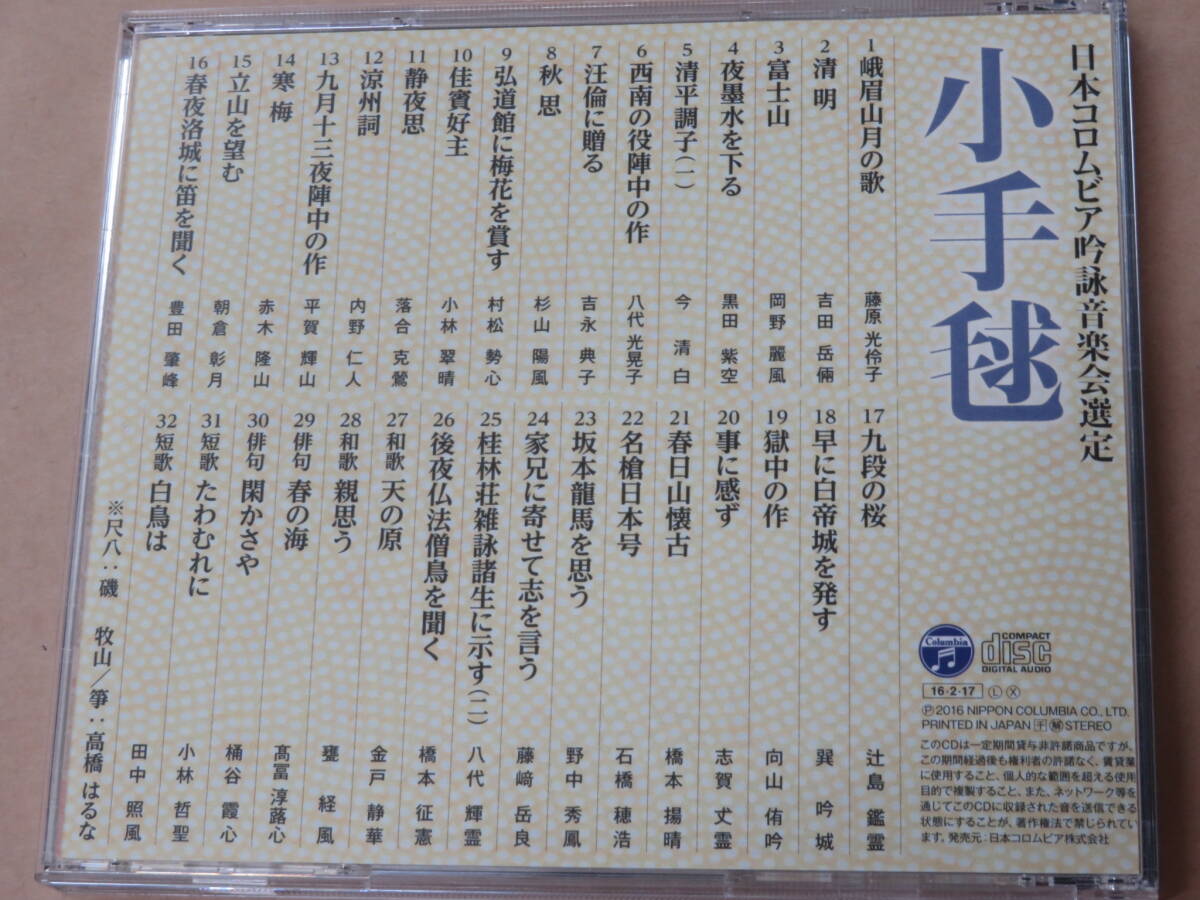 日本コロムビア吟詠音楽会選定
小手毬
1 峨眉山月の歌 藤原 光伶子
2 清明 吉田 岳倆
3 富士山 岡野 麗風
4 夜墨水を下る 黒田 紫空
5 清平調子(一) 今 清白
6 西南の役陣中の作 八代 光晃子
7 汪倫に贈る 吉永 典子
8 秋思 杉山 陽風
9 弘道館に梅花を賞す 村松 勢心
10 佳賓好主 小林 翠晴
11 静夜思 落合 克鶯
12 涼州詞 内野 仁人
13 九月十三夜陣中の作 平賀 輝山
14 寒梅 赤木 隆山
15 立山を望む 朝倉 彰月
16 春夜洛城に笛を聞く 豊田 肇峰
17 九段の桜 辻島 鑑霊
18 早に白帝城を発す 巽 吟城
19 獄中の作 向山 侑吟
20 事に感ず 志賀 丈霊
21 春日山懐古 橋本 揚晴
22 名槍日本号 石橋 穂浩
23 坂本龍馬を思う 野中 秀鳳
24 家兄に寄せて志を言う 藤﨑 岳良
25 桂林荘雑詠諸生に示す(二) 八代 輝霊
26 後夜仏法僧鳥を聞く 橋本 征憲
27 和歌 天の原 金戸 静華
28 和歌 親思う 甕 経風
29 俳句 春の海 髙冨 淳蕗心
30 俳句 閑かさや 桶谷 霞心
31 短歌 たわむれに 小林 哲聖
32 短歌 白鳥は 田中 照風
※尺八:磯 牧山/箏:高橋 はるな
Columbia
COMPACT
disc
DIGITAL AUDIO
16・2・17 Ⓛ Ⓧ
Ⓟ2016 NIPPON COLUMBIA CO., LTD.
PRINTED IN JAPAN STEREO
このCDは一定期間貸与非許諾商品ですが、
この期間経過後も権利者の許諾なく、賃貸業
に使用すること、個人的な範囲を超える使用
目的で複製すること、また、ネットワーク等を
通じてこのCDに収録された音を送信できる
状態にすることが、著作権法で禁じられてい
ます。発売元:日本コロムビア株式会社